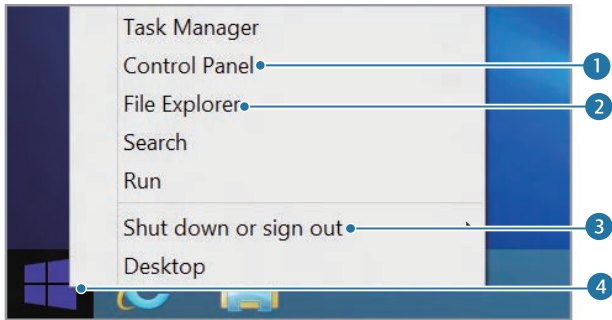 Task Manager
Control Panel 1
File Explorer 2
Search
Run
Shut down or sign out 3
Desktop
4